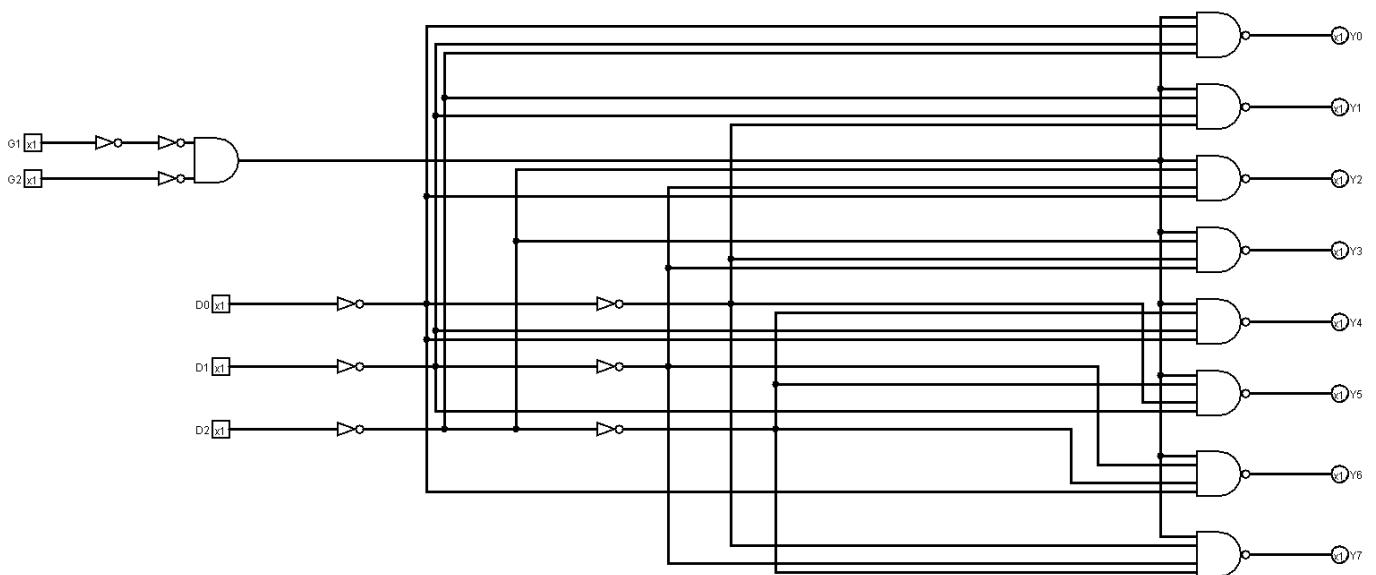 x1 Y0
x1 Y1
G1 x1
G2 x1
x1 Y2
x1 Y3
D0 x1
x1 Y4
D1 x1
x1 Y5
D2 x1
x1 Y6
x1 Y7